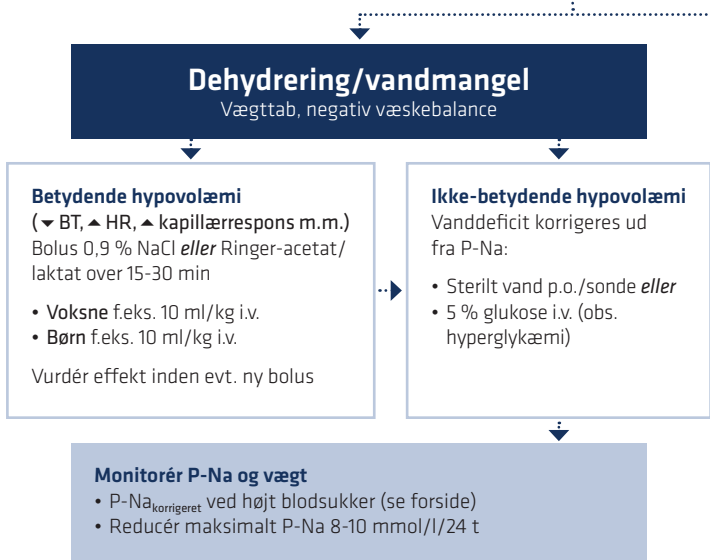 Dehydrering/vandmangel
Vægttab, negativ væskebalance
Betydende hypovolæmi
(▼ BT, ▲ HR, ▲ kapillærrespons m.m.)
Bolus 0,9 % NaCl eller Ringer-acetat/
laktat over 15-30 min
• Voksne f.eks. 10 ml/kg i.v.
• Børn f.eks. 10 ml/kg i.v.
Vurdér effekt inden evt. ny bolus
Ikke-betydende hypovolæmi
Vanddeficit korrigeres ud
fra P-Na:
• Sterilt vand p.o./sonde eller
• 5 % glukose i.v. (obs.
hyperglykæmi)
Monitorér P-Na og vægt
• P-Nakorrigeret ved højt blodsukker (se forside)
• Reducér maksimalt P-Na 8-10 mmol/l/24 t